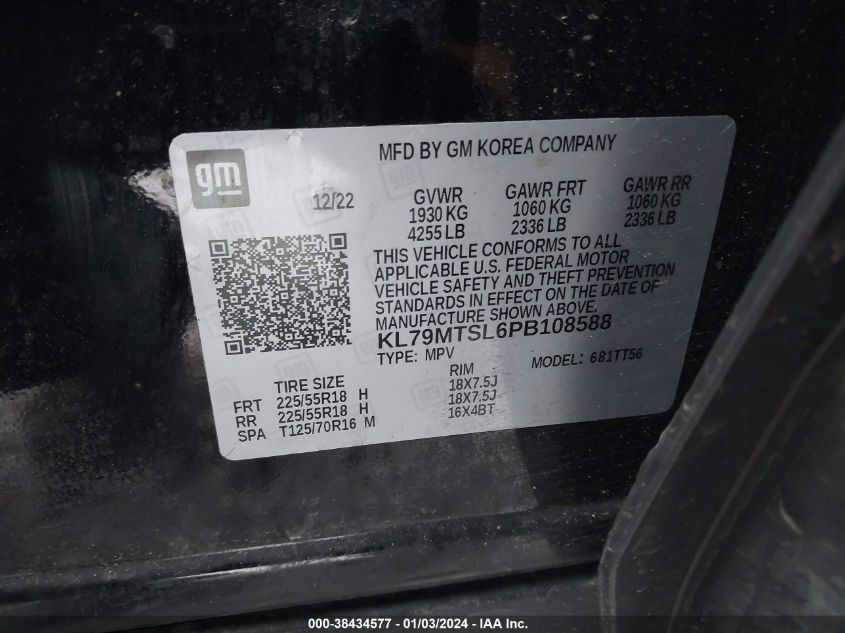 gm
MFD BY GM KOREA COMPANY
12/22
GVWR GAWR FRT GAWR RR
1930 KG 1060 KG 1060 KG
4255 LB 2336 LB 2336 LB
THIS VEHICLE CONFORMS TO ALL
APPLICABLE U.S. FEDERAL MOTOR
VEHICLE SAFETY AND THEFT PREVENTION
STANDARDS IN EFFECT ON THE DATE OF
MANUFACTURE SHOWN ABOVE.
KL79MTSL6PB108588
TYPE: MPV MODEL: 681TT56
TIRE SIZE RIM
FRT 225/55R18 H 18X7.5J
RR 225/55R18 H 18X7.5J
SPA T125/70R16 M 16X4BT
000-38434577 - 01/03/2024 - IAA Inc.